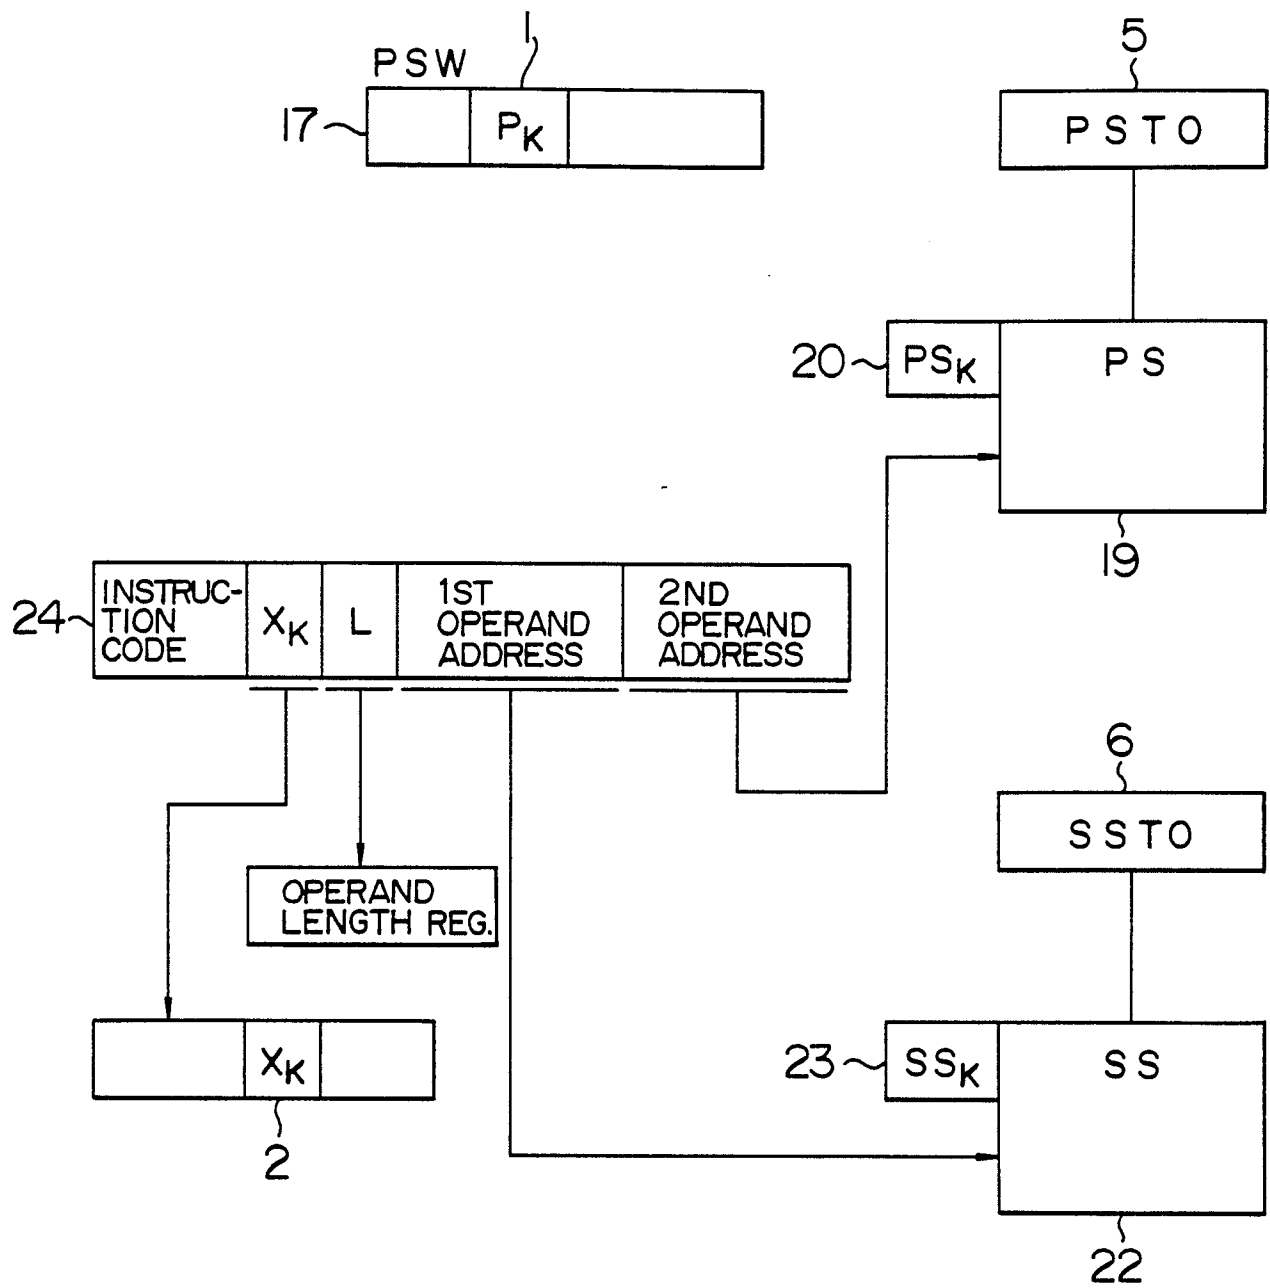 1
PSW
5
17
PK
PSTO
20
PSK
PS
19
24
INSTRUC-
TION
CODE
XK
L
1ST
OPERAND
ADDRESS
2ND
OPERAND
ADDRESS
6
SSTO
OPERAND
LENGTH REG.
XK
2
23
SSK
SS
22